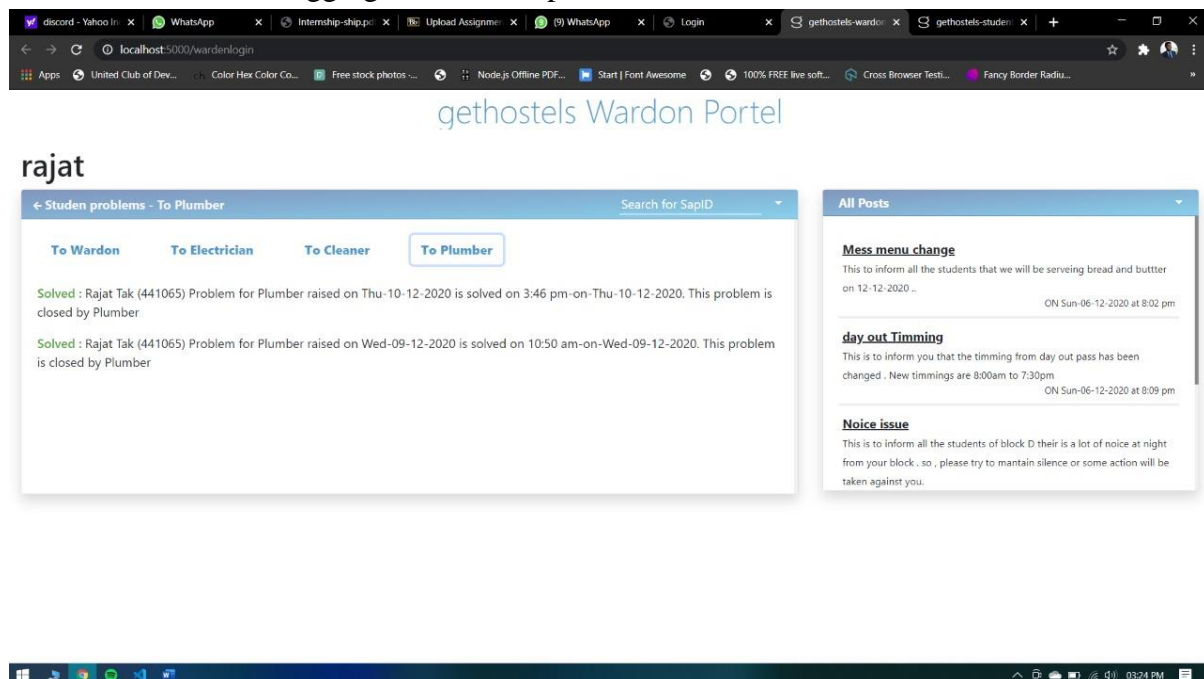 discord - Yahoo In
WhatsApp
Internship-ship.pd
Upload Assignmen
(9) WhatsApp
Login
gethostels-wardon
gethostels-student
localhost:5000/wardenlogin
Apps
United Club of Dev...
Color Hex Color Co...
Free stock photos -...
Node.js Offline PDF...
Start | Font Awesome
100% FREE live soft...
Cross Browser Testi...
Fancy Border Radiu...
gethostels Wardon Portel
rajat
Studen problems - To Plumber
Search for SapID
To Wardon To Electrician To Cleaner To Plumber
Solved : Rajat Tak (441065) Problem for Plumber raised on Thu-10-12-2020 is solved on 3:46 pm-on-Thu-10-12-2020. This problem is
closed by Plumber
Solved : Rajat Tak (441065) Problem for Plumber raised on Wed-09-12-2020 is solved on 10:50 am-on-Wed-09-12-2020. This problem
is closed by Plumber
All Posts
Mess menu change
This to inform all the students that we will be serveing bread and buttter
on 12-12-2020 ..
ON Sun-06-12-2020 at 8:02 pm
day out Timming
This is to inform you that the timming from day out pass has been
changed . New timmings are 8:00am to 7:30pm
ON Sun-06-12-2020 at 8:09 pm
Noice issue
This is to inform all the students of block D their is a lot of noice at night
from your block . so , please try to mantain silence or some action will be
taken against you.
03:24 PM